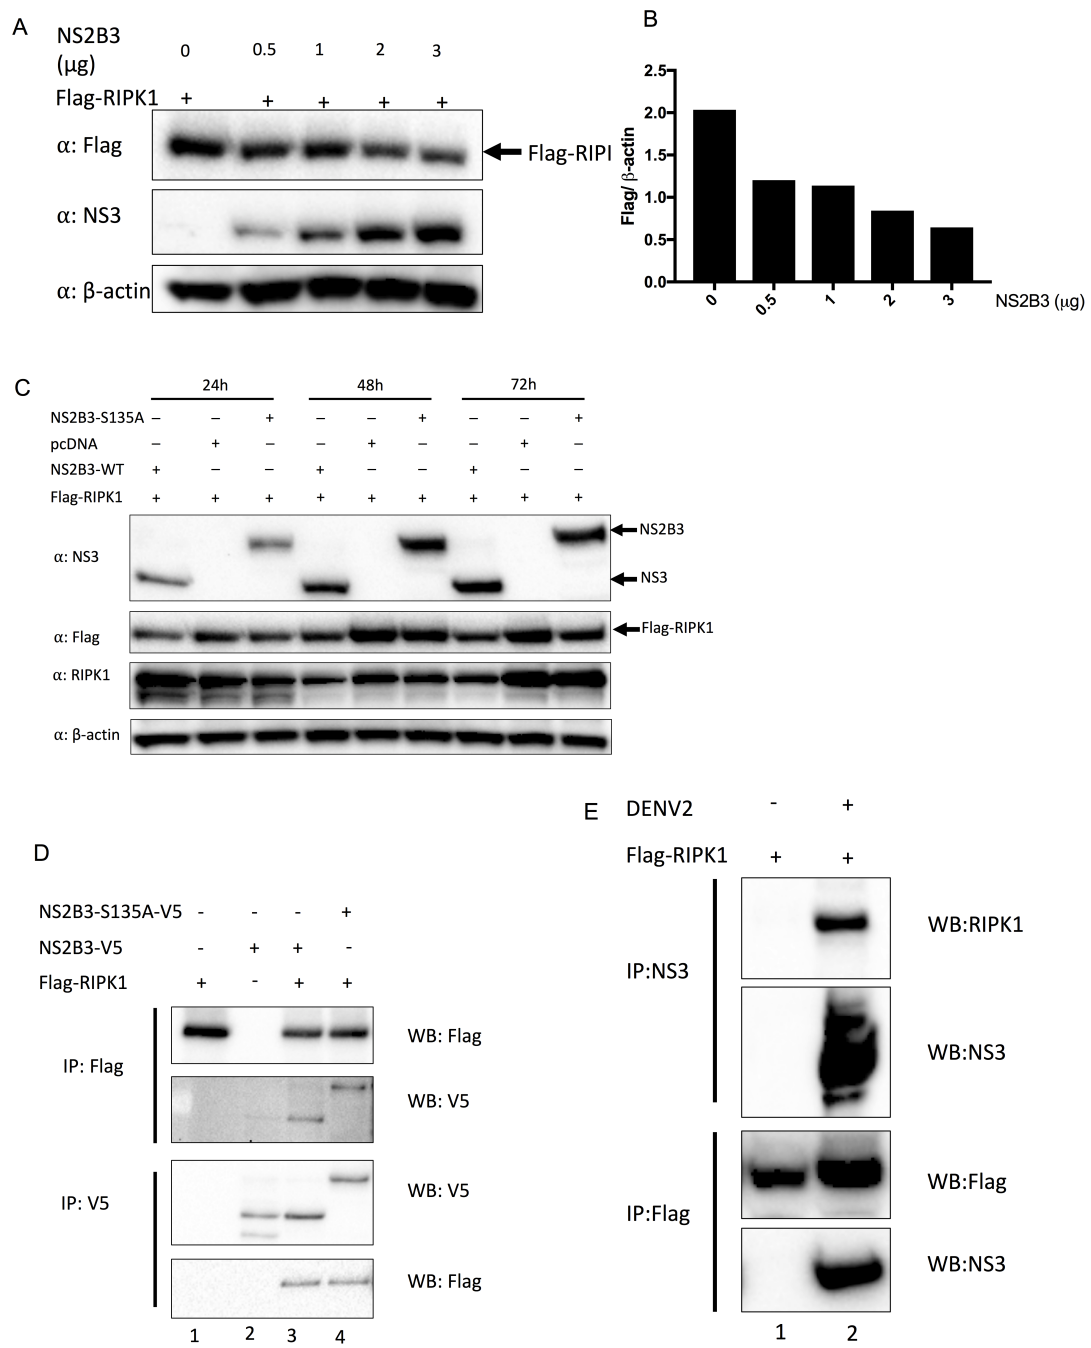 A
NS2B3
(μg)
0 0.5 1 2 3
Flag-RIPK1 + + + + +
α: Flag
Flag-RIPI
α: NS3
α: β-actin
B
Flag/ β-actin
2.5
2.0
1.5
1.0
0.5
0.0
0 0.5 1 2 3
NS2B3 (μg)
C
24h 48h 72h
NS2B3-S135A – – + – – + – – +
pcDNA – + – – + – – + –
NS2B3-WT + – – + – – + – –
Flag-RIPK1 + + + + + + + + +
α: NS3
NS2B3
NS3
α: Flag
Flag-RIPK1
α: RIPK1
α: β-actin
D
NS2B3-S135A-V5 - - - +
NS2B3-V5 - + + -
Flag-RIPK1 + - + +
IP: Flag
WB: Flag
WB: V5
IP: V5
WB: V5
WB: Flag
1 2 3 4
E
DENV2 - +
Flag-RIPK1 + +
IP:NS3
WB:RIPK1
WB:NS3
IP:Flag
WB:Flag
WB:NS3
1 2